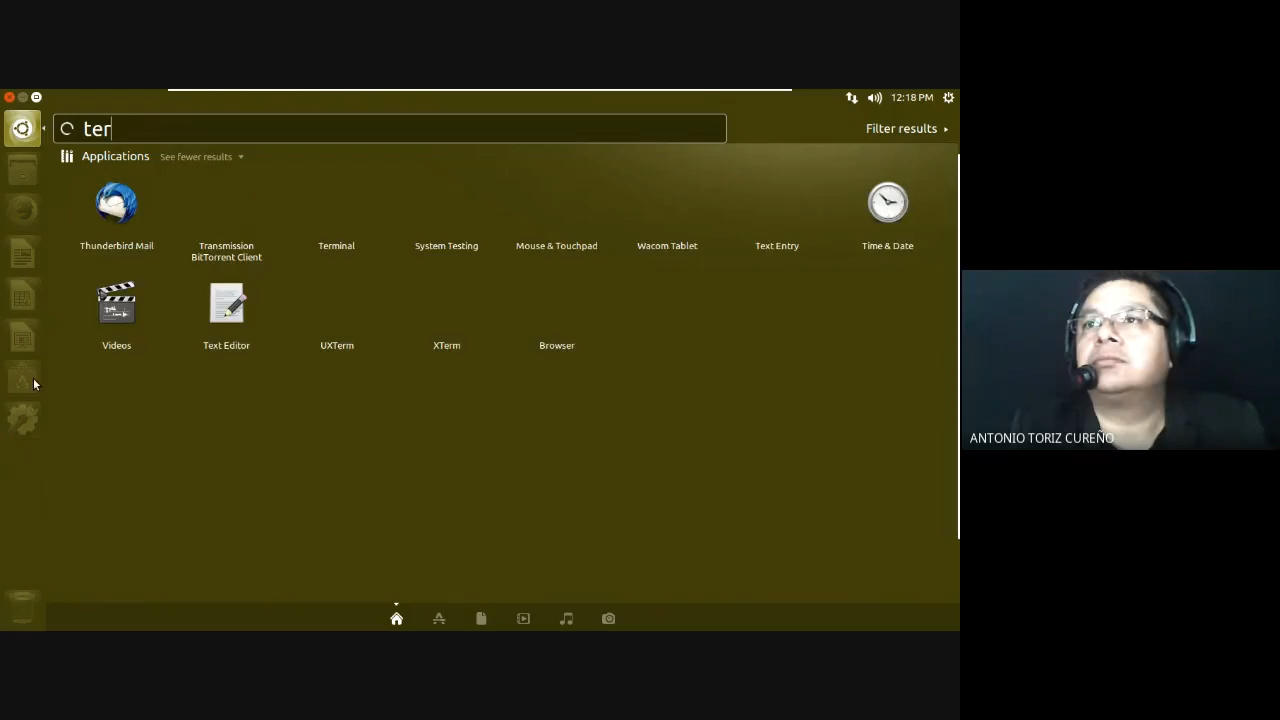 12:18 PM
ter
Filter results
Applications See fewer results
Thunderbird Mail
Transmission
BitTorrent Client
Terminal
System Testing
Mouse & Touchpad
Wacom Tablet
Text Entry
Time & Date
Videos
Text Editor
UXTerm
XTerm
Browser
ANTONIO TORIZ CUREÑO